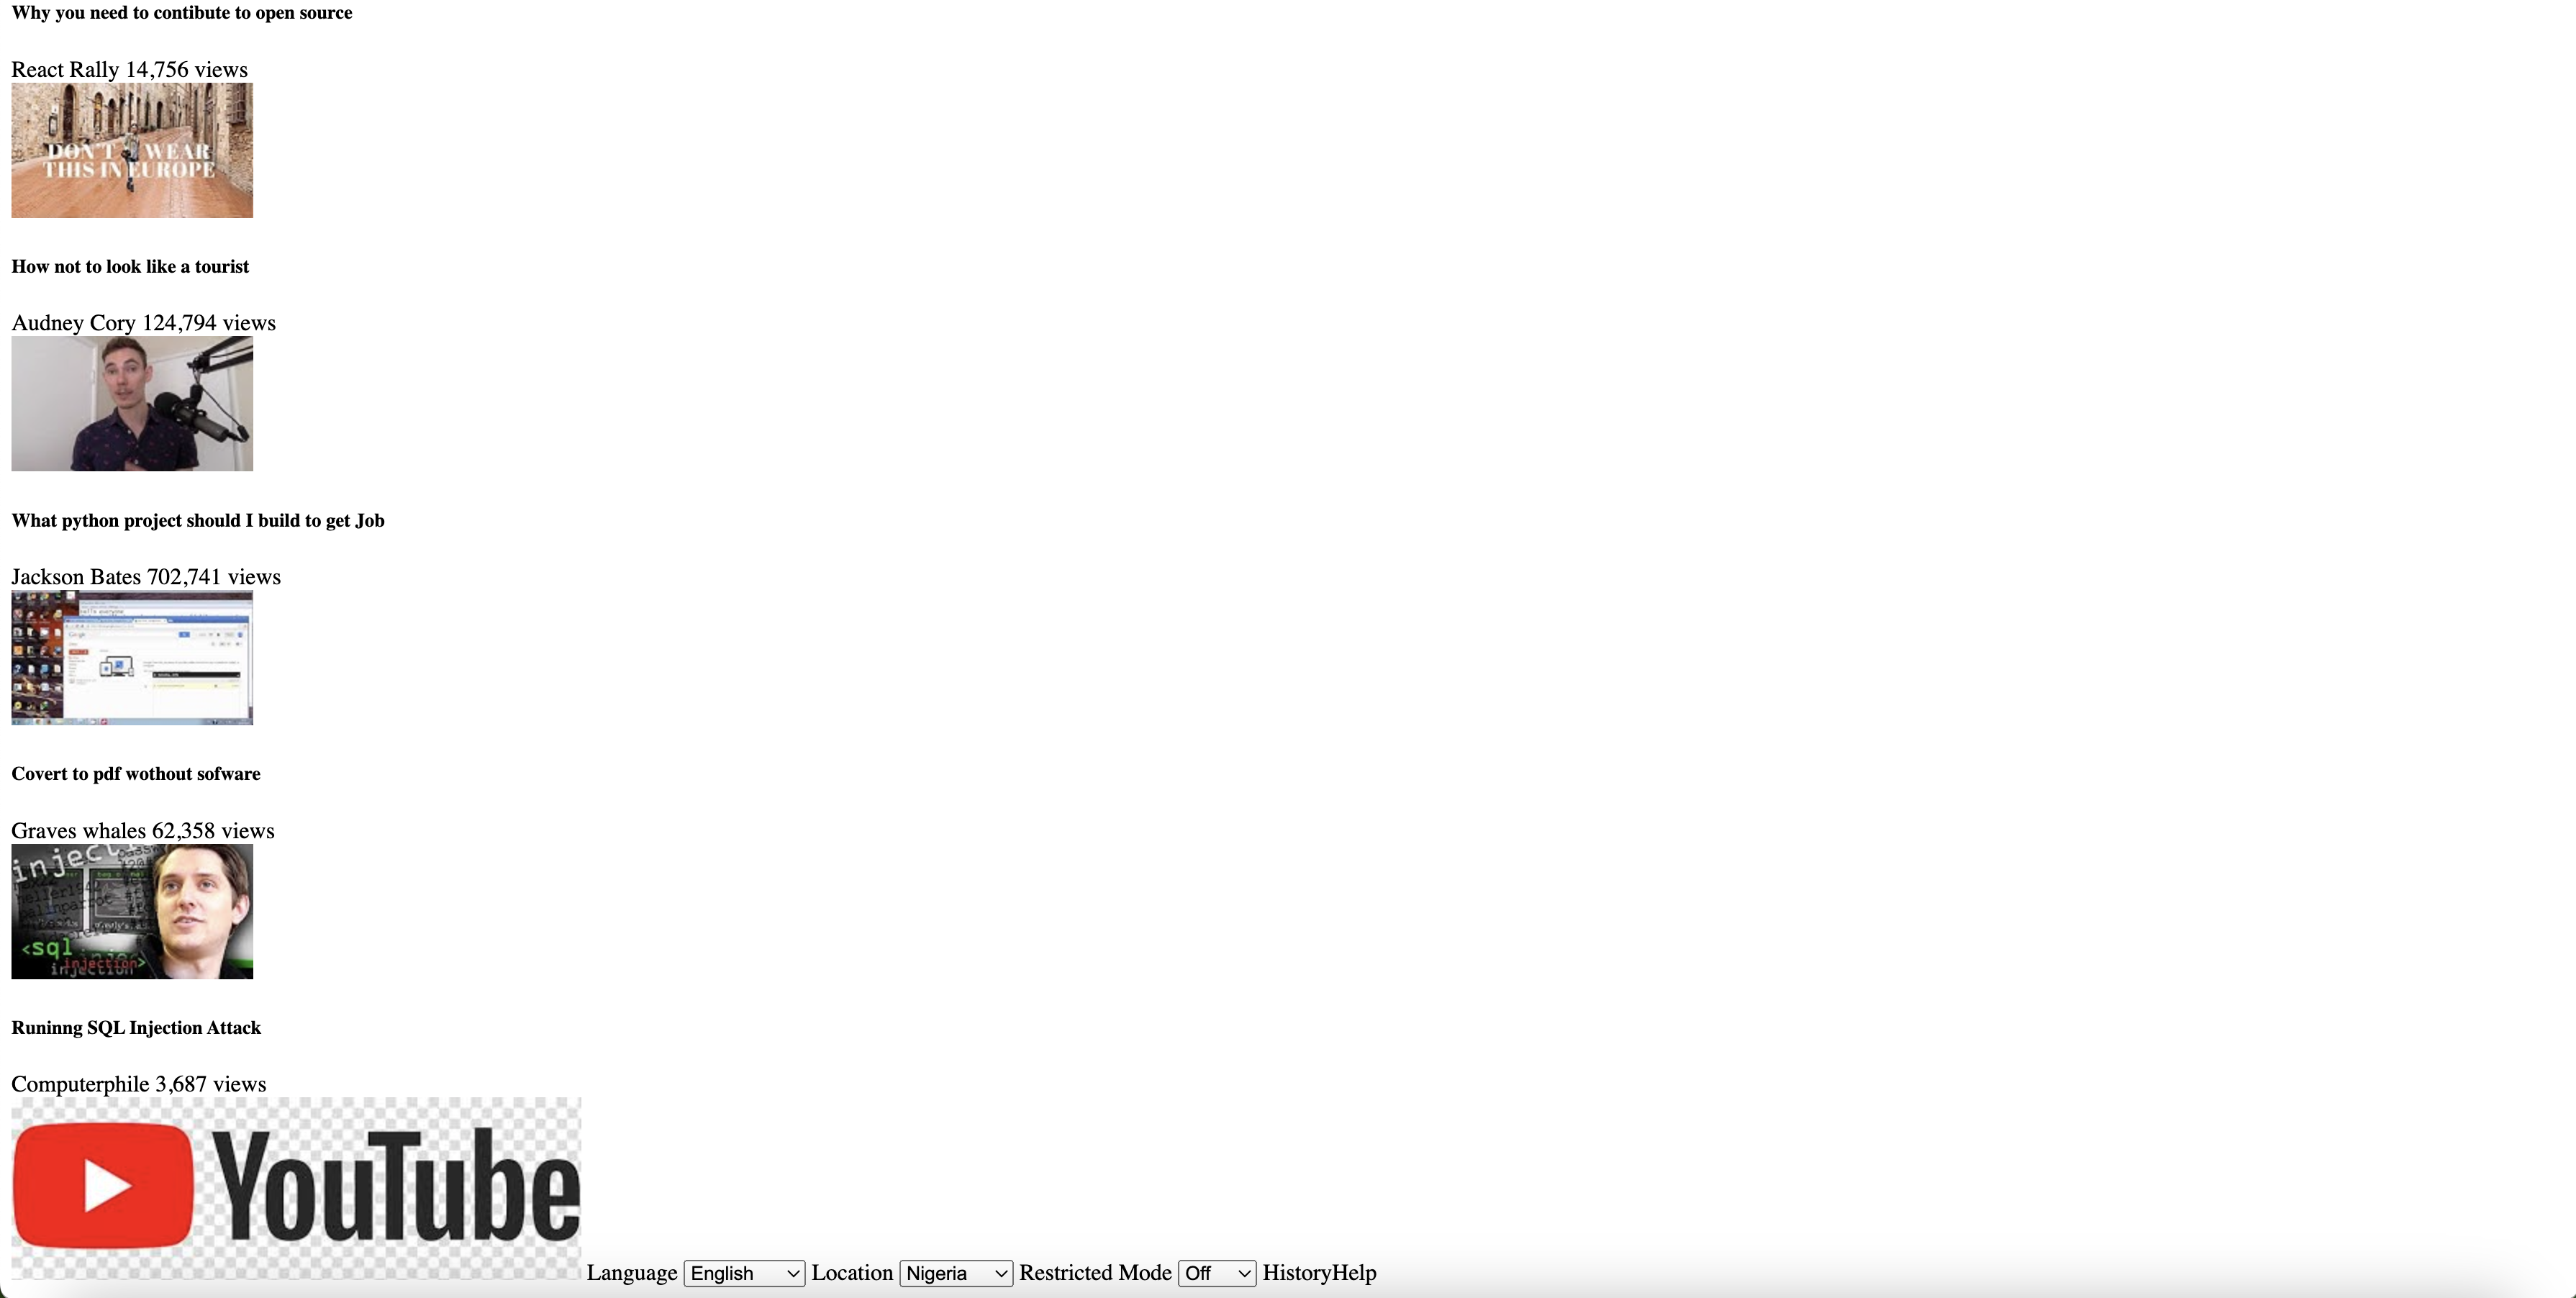 Why you need to contibute to open source
React Rally 14,756 views
DON'T WEAR
THIS IN EUROPE
How not to look like a tourist
Audney Cory 124,794 views
What python project should I build to get Job
Jackson Bates 702,741 views
Google
Covert to pdf wothout sofware
Graves whales 62,358 views
<sql
injection>
injection
Runinng SQL Injection Attack
Computerphile 3,687 views
YouTube
Language English Location Nigeria Restricted Mode Off HistoryHelp